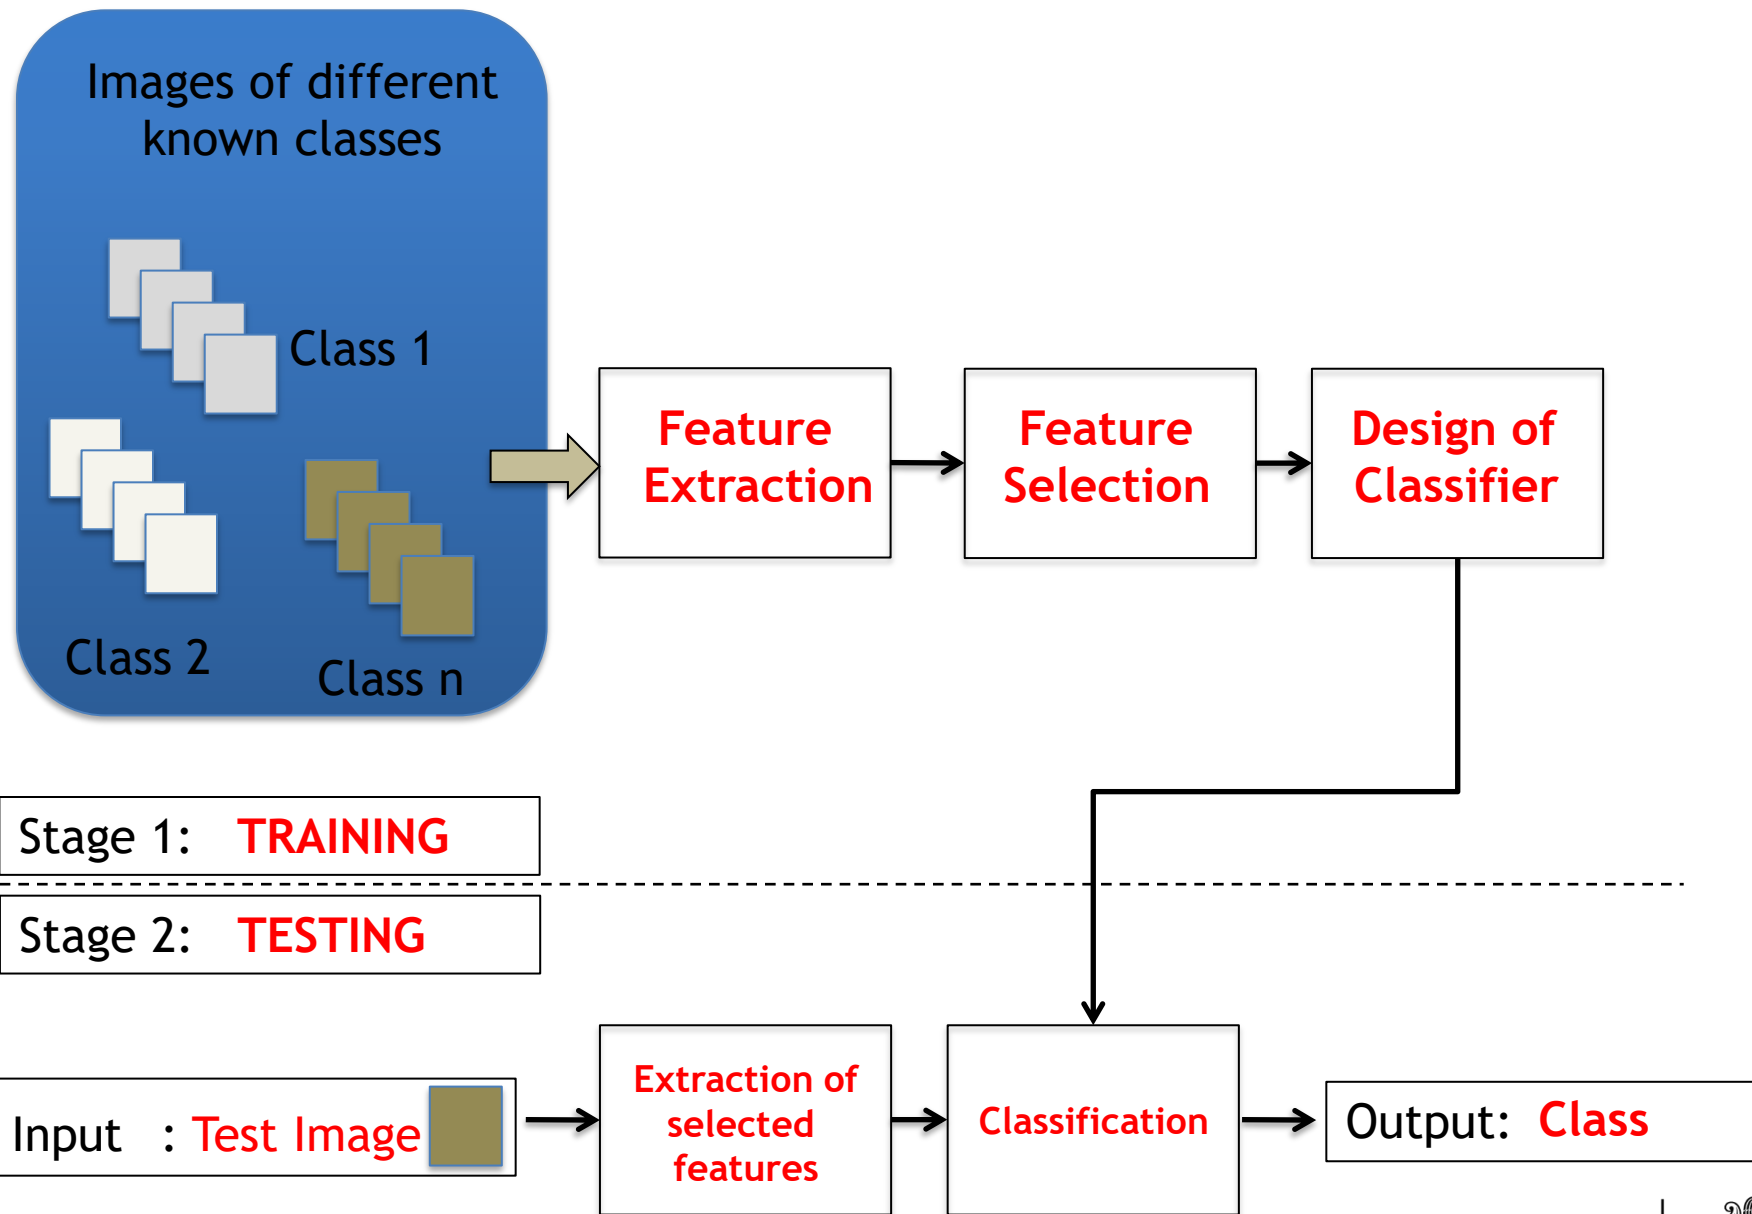 Images of different
known classes
Class 1
Class 2
Class n
Feature
Extraction
Feature
Selection
Design of
Classifier
Stage 1: TRAINING
Stage 2: TESTING
Input : Test Image
Extraction of
selected
features
Classification
Output: Class